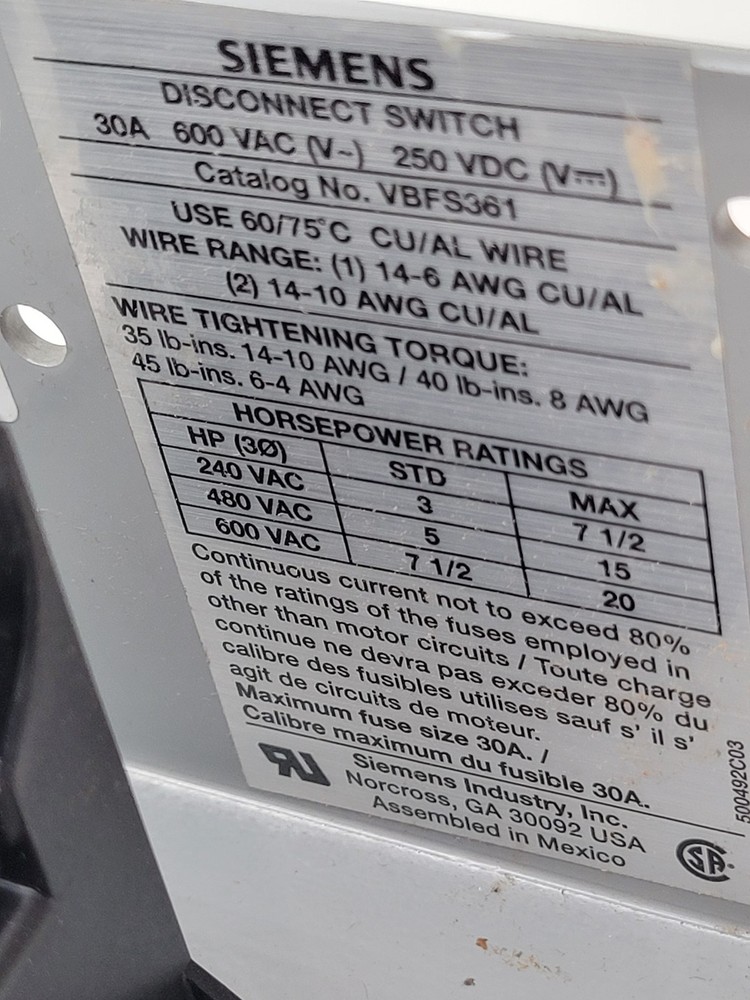 SIEMENS
DISCONNECT SWITCH
30A 600 VAC (V~) 250 VDC (V⎓)
Catalog No. VBFS361
USE 60/75°C CU/AL WIRE
WIRE RANGE: (1) 14-6 AWG CU/AL
(2) 14-10 AWG CU/AL
WIRE TIGHTENING TORQUE:
35 lb-ins. 14-10 AWG / 40 lb-ins. 8 AWG
45 lb-ins. 6-4 AWG
HORSEPOWER RATINGS
HP (3Ø) STD MAX
240 VAC 3 7 1/2
480 VAC 5 15
600 VAC 7 1/2 20
Continuous current not to exceed 80%
of the ratings of the fuses employed in
other than motor circuits / Toute charge
continue ne devra pas exceder 80% du
calibre des fusibles utilises sauf s' il s'
agit de circuits de moteur.
Maximum fuse size 30A. /
Calibre maximum du fusible 30A.
Siemens Industry, Inc.
Norcross, GA 30092 USA
Assembled in Mexico
500492C03